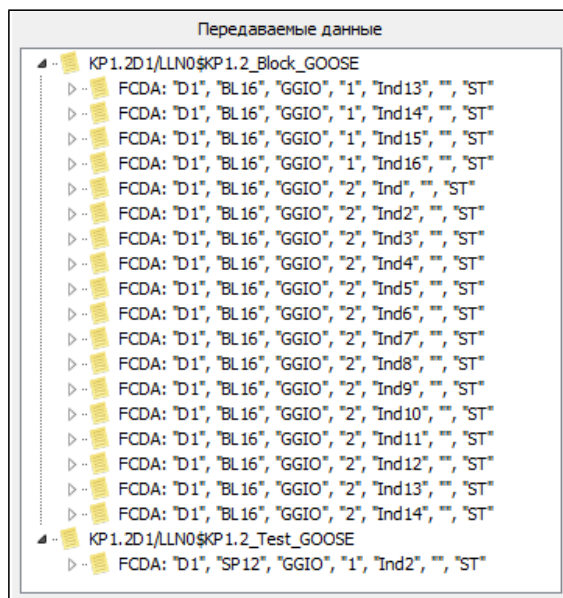 Передаваемые данные
KP1.2D1/LLN0$KP1.2_Block_GOOSE
FCDA: "D1", "BL16", "GGIO", "1", "Ind13", "", "ST"
FCDA: "D1", "BL16", "GGIO", "1", "Ind14", "", "ST"
FCDA: "D1", "BL16", "GGIO", "1", "Ind15", "", "ST"
FCDA: "D1", "BL16", "GGIO", "1", "Ind16", "", "ST"
FCDA: "D1", "BL16", "GGIO", "2", "Ind", "", "ST"
FCDA: "D1", "BL16", "GGIO", "2", "Ind2", "", "ST"
FCDA: "D1", "BL16", "GGIO", "2", "Ind3", "", "ST"
FCDA: "D1", "BL16", "GGIO", "2", "Ind4", "", "ST"
FCDA: "D1", "BL16", "GGIO", "2", "Ind5", "", "ST"
FCDA: "D1", "BL16", "GGIO", "2", "Ind6", "", "ST"
FCDA: "D1", "BL16", "GGIO", "2", "Ind7", "", "ST"
FCDA: "D1", "BL16", "GGIO", "2", "Ind8", "", "ST"
FCDA: "D1", "BL16", "GGIO", "2", "Ind9", "", "ST"
FCDA: "D1", "BL16", "GGIO", "2", "Ind10", "", "ST"
FCDA: "D1", "BL16", "GGIO", "2", "Ind11", "", "ST"
FCDA: "D1", "BL16", "GGIO", "2", "Ind12", "", "ST"
FCDA: "D1", "BL16", "GGIO", "2", "Ind13", "", "ST"
FCDA: "D1", "BL16", "GGIO", "2", "Ind14", "", "ST"
KP1.2D1/LLN0$KP1.2_Test_GOOSE
FCDA: "D1", "SP12", "GGIO", "1", "Ind2", "", "ST"